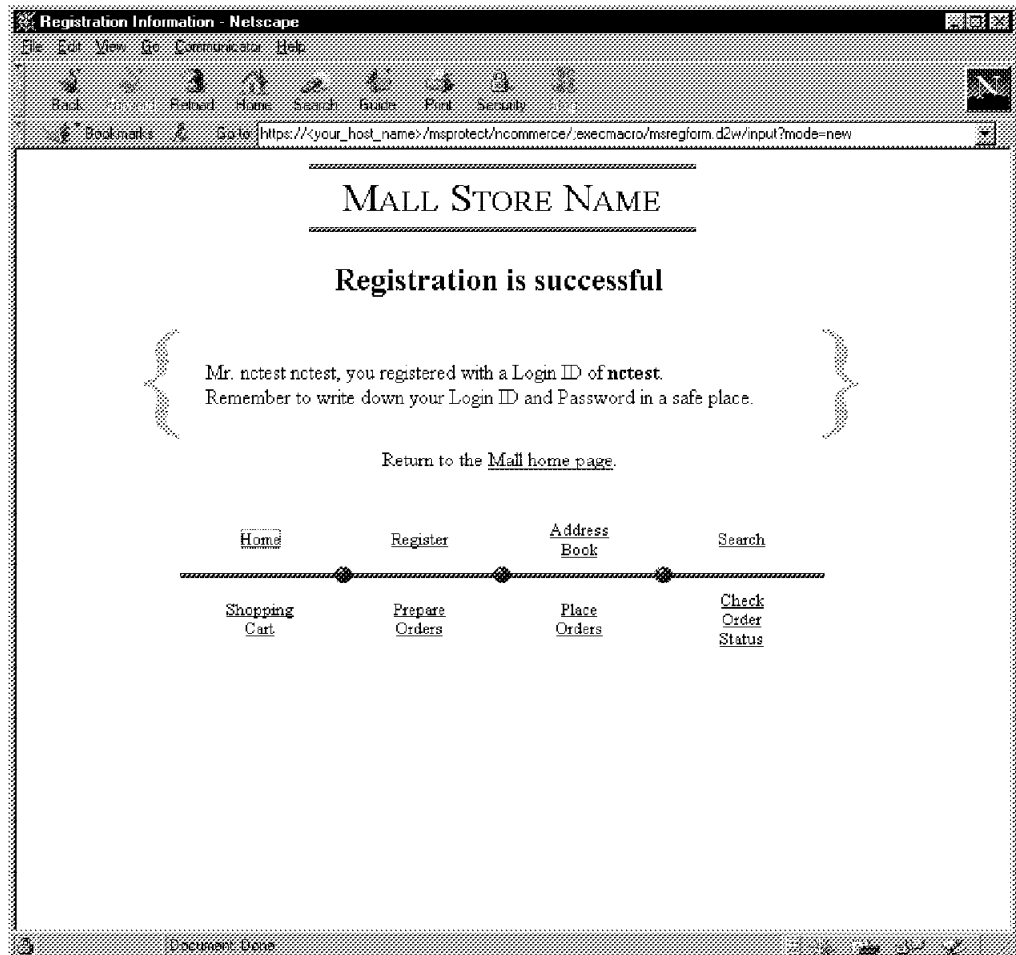 Registration Information - Netscape
File Edit View Go Communicator Help
Back Forward Reload Home Search Guide Print Security Stop
Bookmarks Go to: https://<your_host_name>/msprotect/ncommerce/;execmacro/msregform.d2w/input?mode=new
MALL STORE NAME
Registration is successful
Mr. nctest nctest, you registered with a Login ID of nctest.
Remember to write down your Login ID and Password in a safe place.
Return to the Mall home page.
Home Register Address Book Search
Shopping Cart Prepare Orders Place Orders Check Order Status
Document: Done